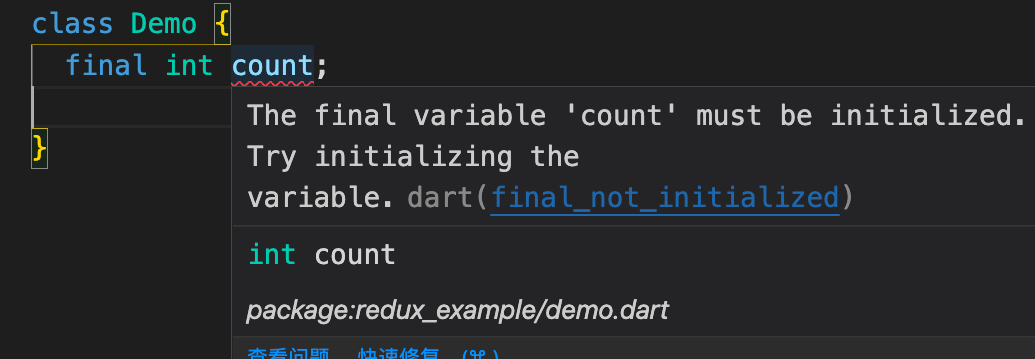 class Demo {
final int count;
}
The final variable 'count' must be initialized.
Try initializing the
variable. dart(final_not_initialized)
int count
package:redux_example/demo.dart
查看问题 快速修复 (⌘.)